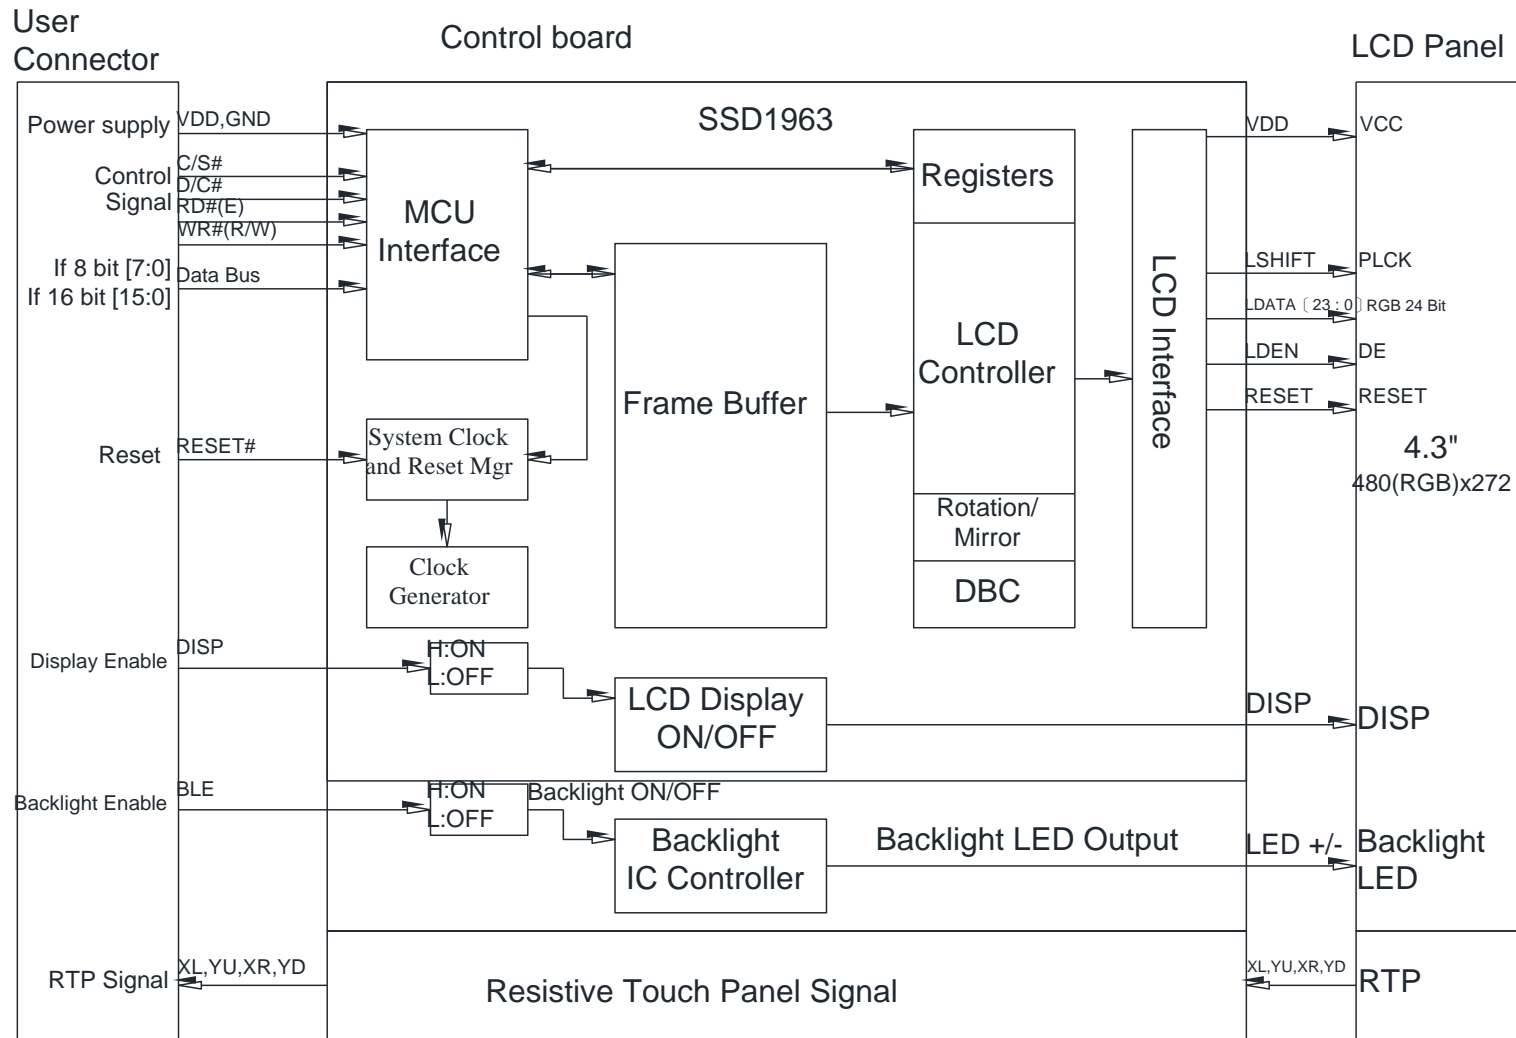 User
Connector
Control board
LCD Panel
SSD1963
Power supply
VDD,GND
Control
Signal
C/S#
D/C#
RD#(E)
WR#(R/W)
If 8 bit [7:0]
If 16 bit [15:0]
Data Bus
MCU
Interface
Registers
LCD
Controller
Rotation/
Mirror
DBC
Frame Buffer
LCD Interface
VDD
VCC
LSHIFT
PLCK
LDATA〔23:0〕
RGB 24 Bit
LDEN
DE
RESET
RESET
4.3"
480(RGB)x272
Reset
RESET#
System Clock
and Reset Mgr
Clock
Generator
Display Enable
DISP
H:ON
L:OFF
LCD Display
ON/OFF
DISP
DISP
Backlight Enable
BLE
H:ON
L:OFF
Backlight ON/OFF
Backlight
IC Controller
Backlight LED Output
LED +/-
Backlight
LED
RTP Signal
XL,YU,XR,YD
Resistive Touch Panel Signal
XL,YU,XR,YD
RTP